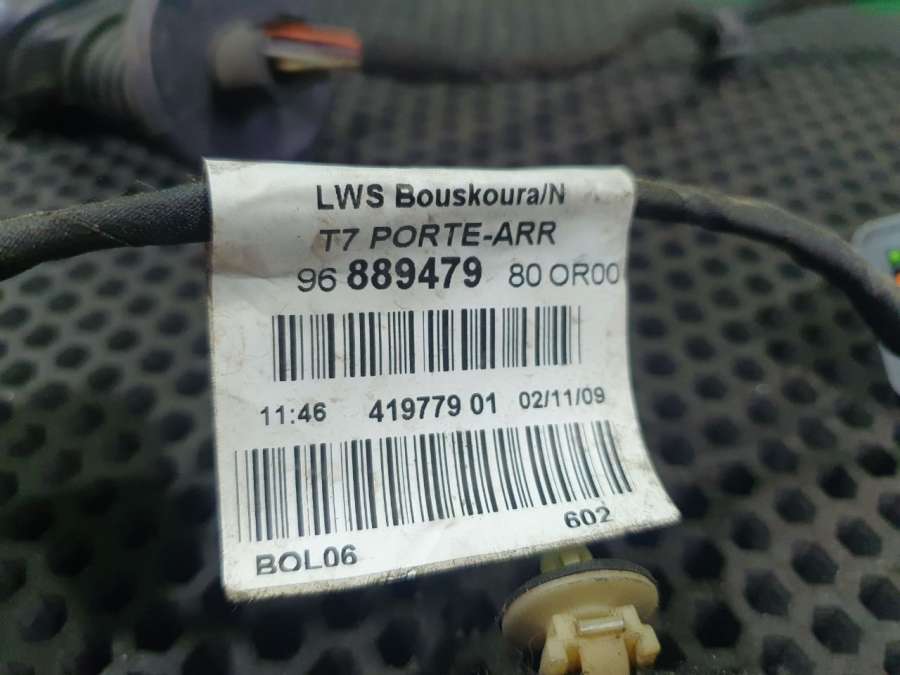 LWS Bouskoura/N
T7 PORTE-ARR
96 889479 80 OR00
11:46 419779 01 02/11/09
602
BOL06